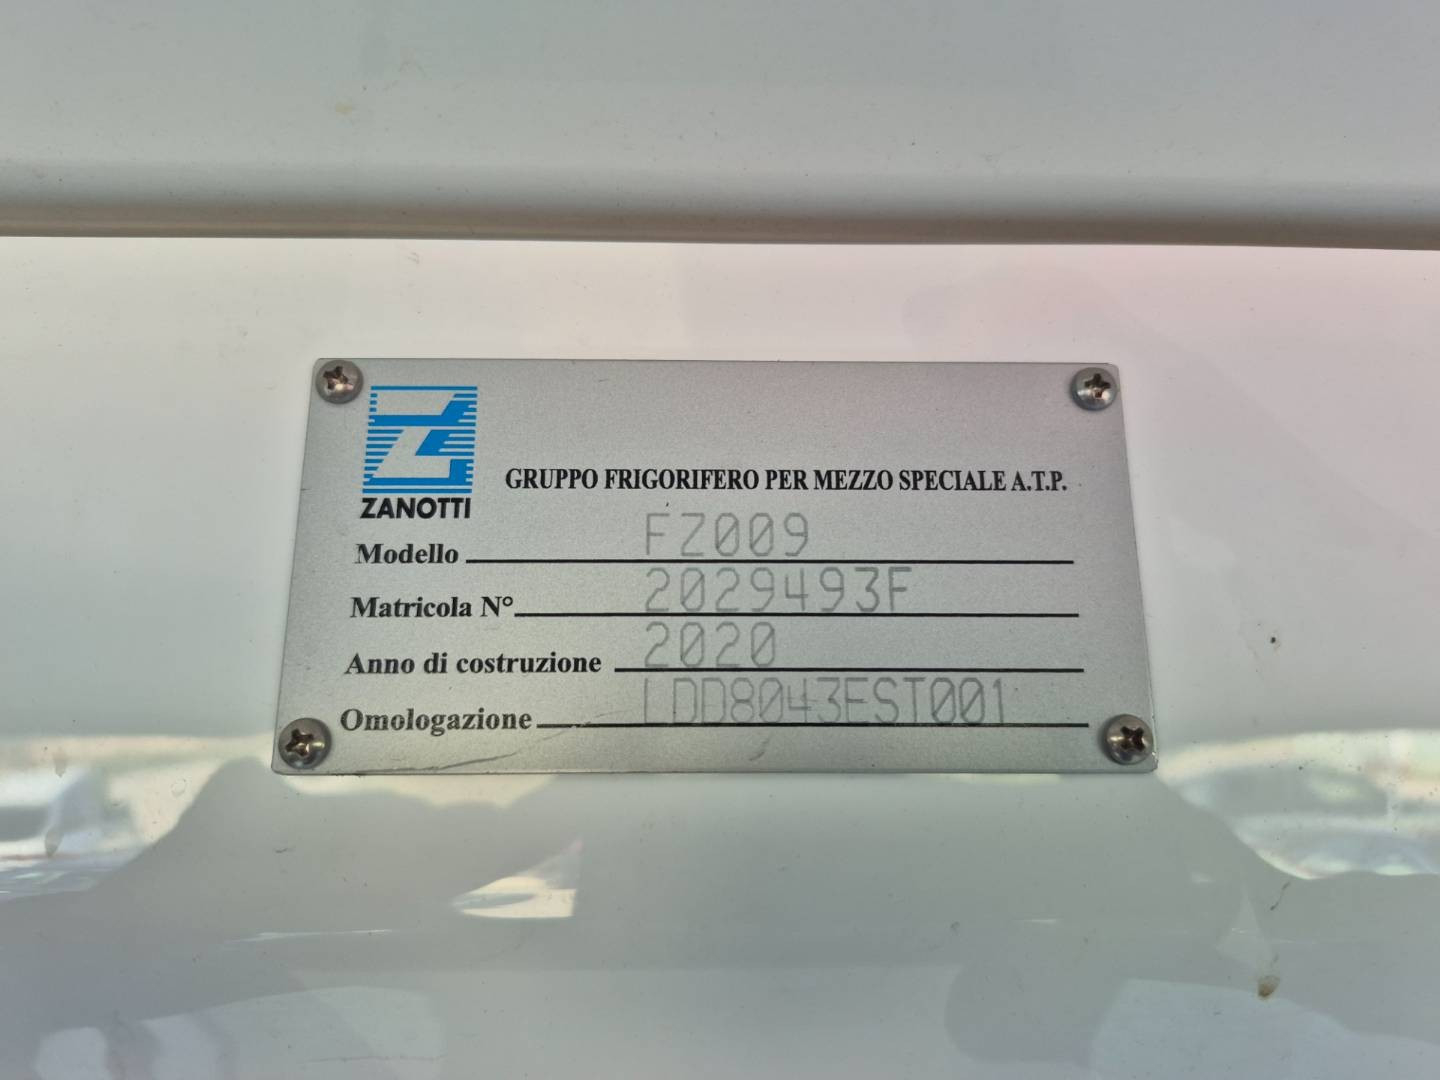 ZANOTTI
GRUPPO FRIGORIFERO PER MEZZO SPECIALE A.T.P.
Modello FZ009
Matricola N° 2029493F
Anno di costruzione 2020
Omologazione LDD8043EST001